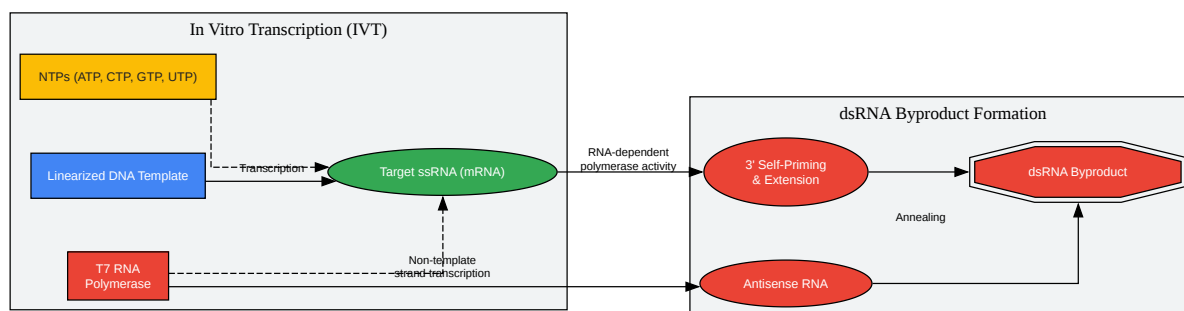 In Vitro Transcription (IVT)
NTPs (ATP, CTP, GTP, UTP)
Linearized DNA Template
Transcription
Target ssRNA (mRNA)
T7 RNA
Polymerase
Non-template
strand transcription
RNA-dependent
polymerase activity
dsRNA Byproduct Formation
3' Self-Priming
& Extension
dsRNA Byproduct
Annealing
Antisense RNA